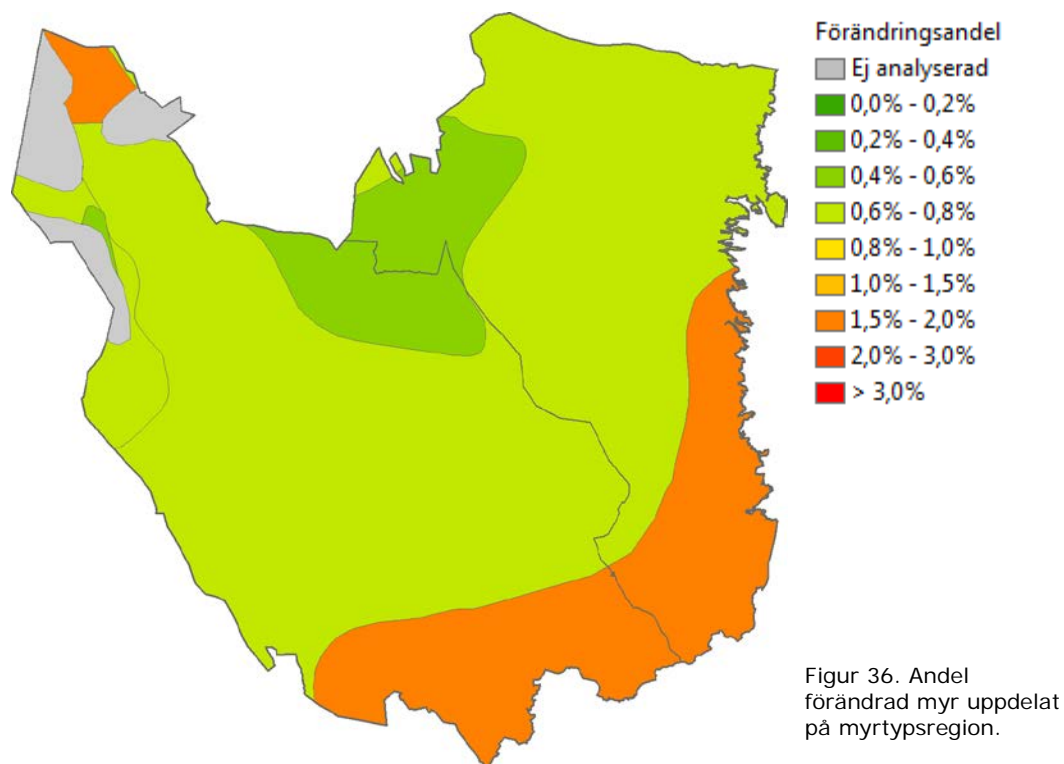 Förändringsandel
Ej analyserad
0,0% - 0,2%
0,2% - 0,4%
0,4% - 0,6%
0,6% - 0,8%
0,8% - 1,0%
1,0% - 1,5%
1,5% - 2,0%
2,0% - 3,0%
> 3,0%
Figur 36. Andel
förändrad myr uppdelat
på myrtypsregion.